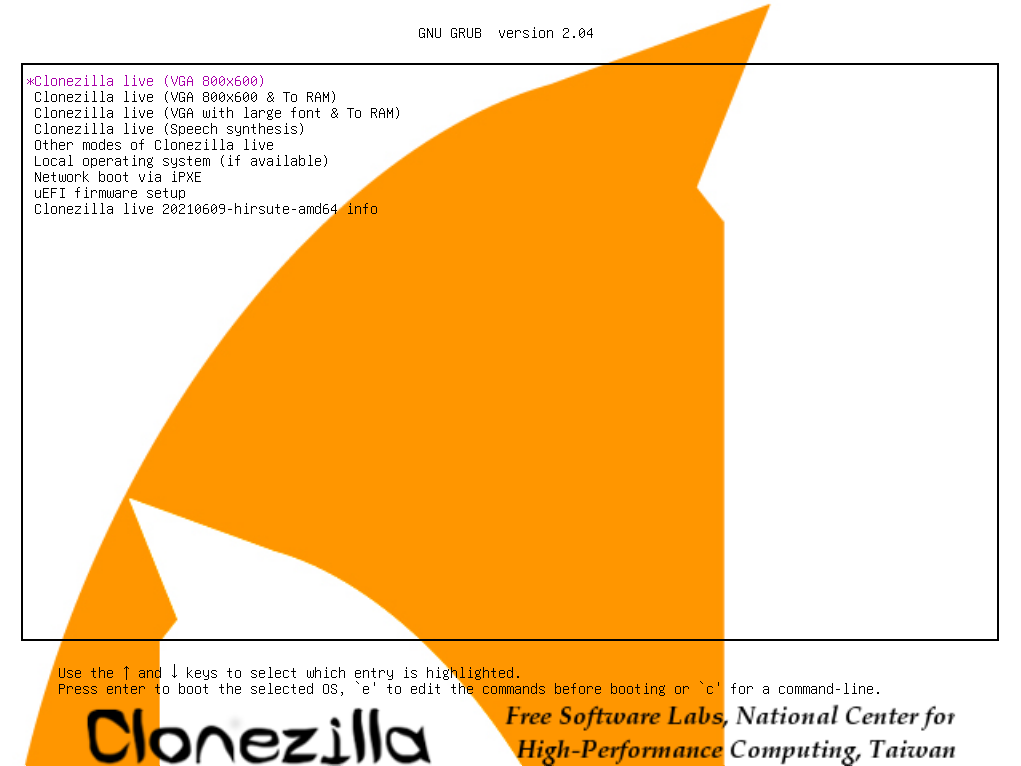 GNU GRUB  version 2.04
*Clonezilla live (VGA 800x600)
Clonezilla live (VGA 800x600 & To RAM)
Clonezilla live (VGA with large font & To RAM)
Clonezilla live (Speech synthesis)
Other modes of Clonezilla live
Local operating system (if available)
Network boot via iPXE
uEFI firmware setup
Clonezilla live 20210609-hirsute-amd64 info
Use the ↑ and ↓ keys to select which entry is highlighted.
Press enter to boot the selected OS, `e' to edit the commands before booting or `c' for a command-line.
Clonezilla
Free Software Labs, National Center for
High-Performance Computing, Taiwan